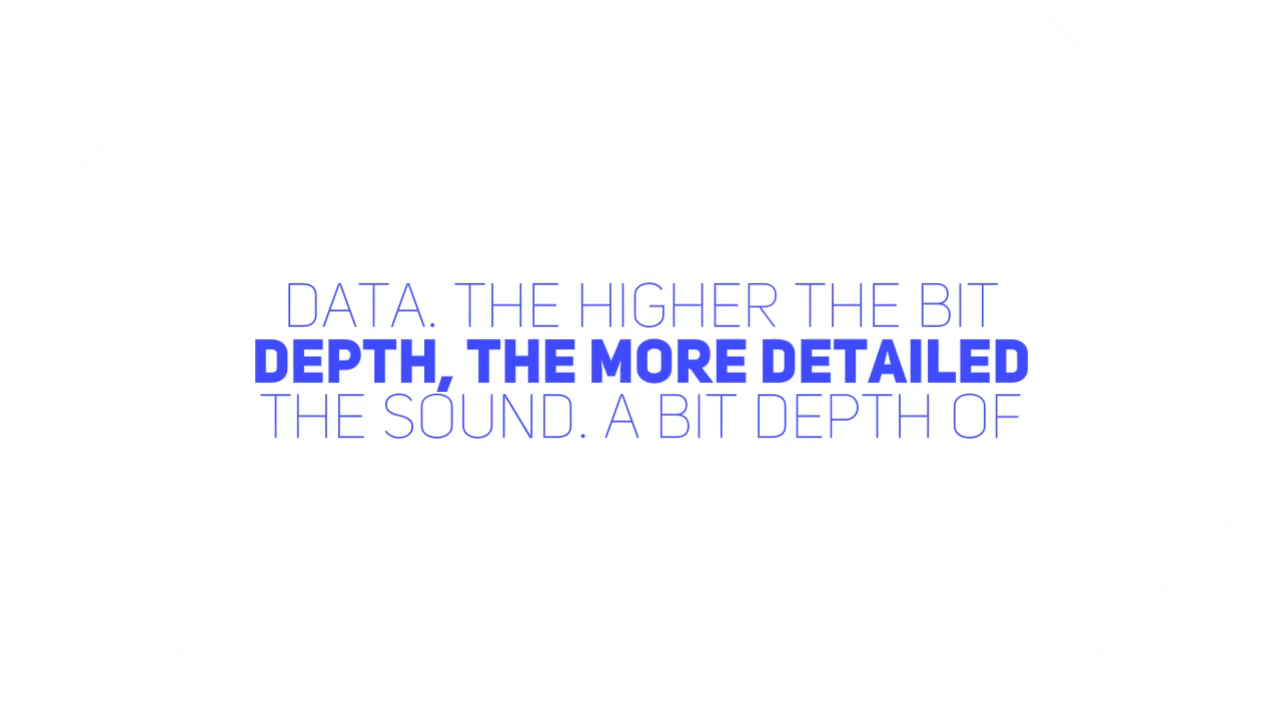 DATA. THE HIGHER THE BIT
DEPTH, THE MORE DETAILED
THE SOUND. A BIT DEPTH OF